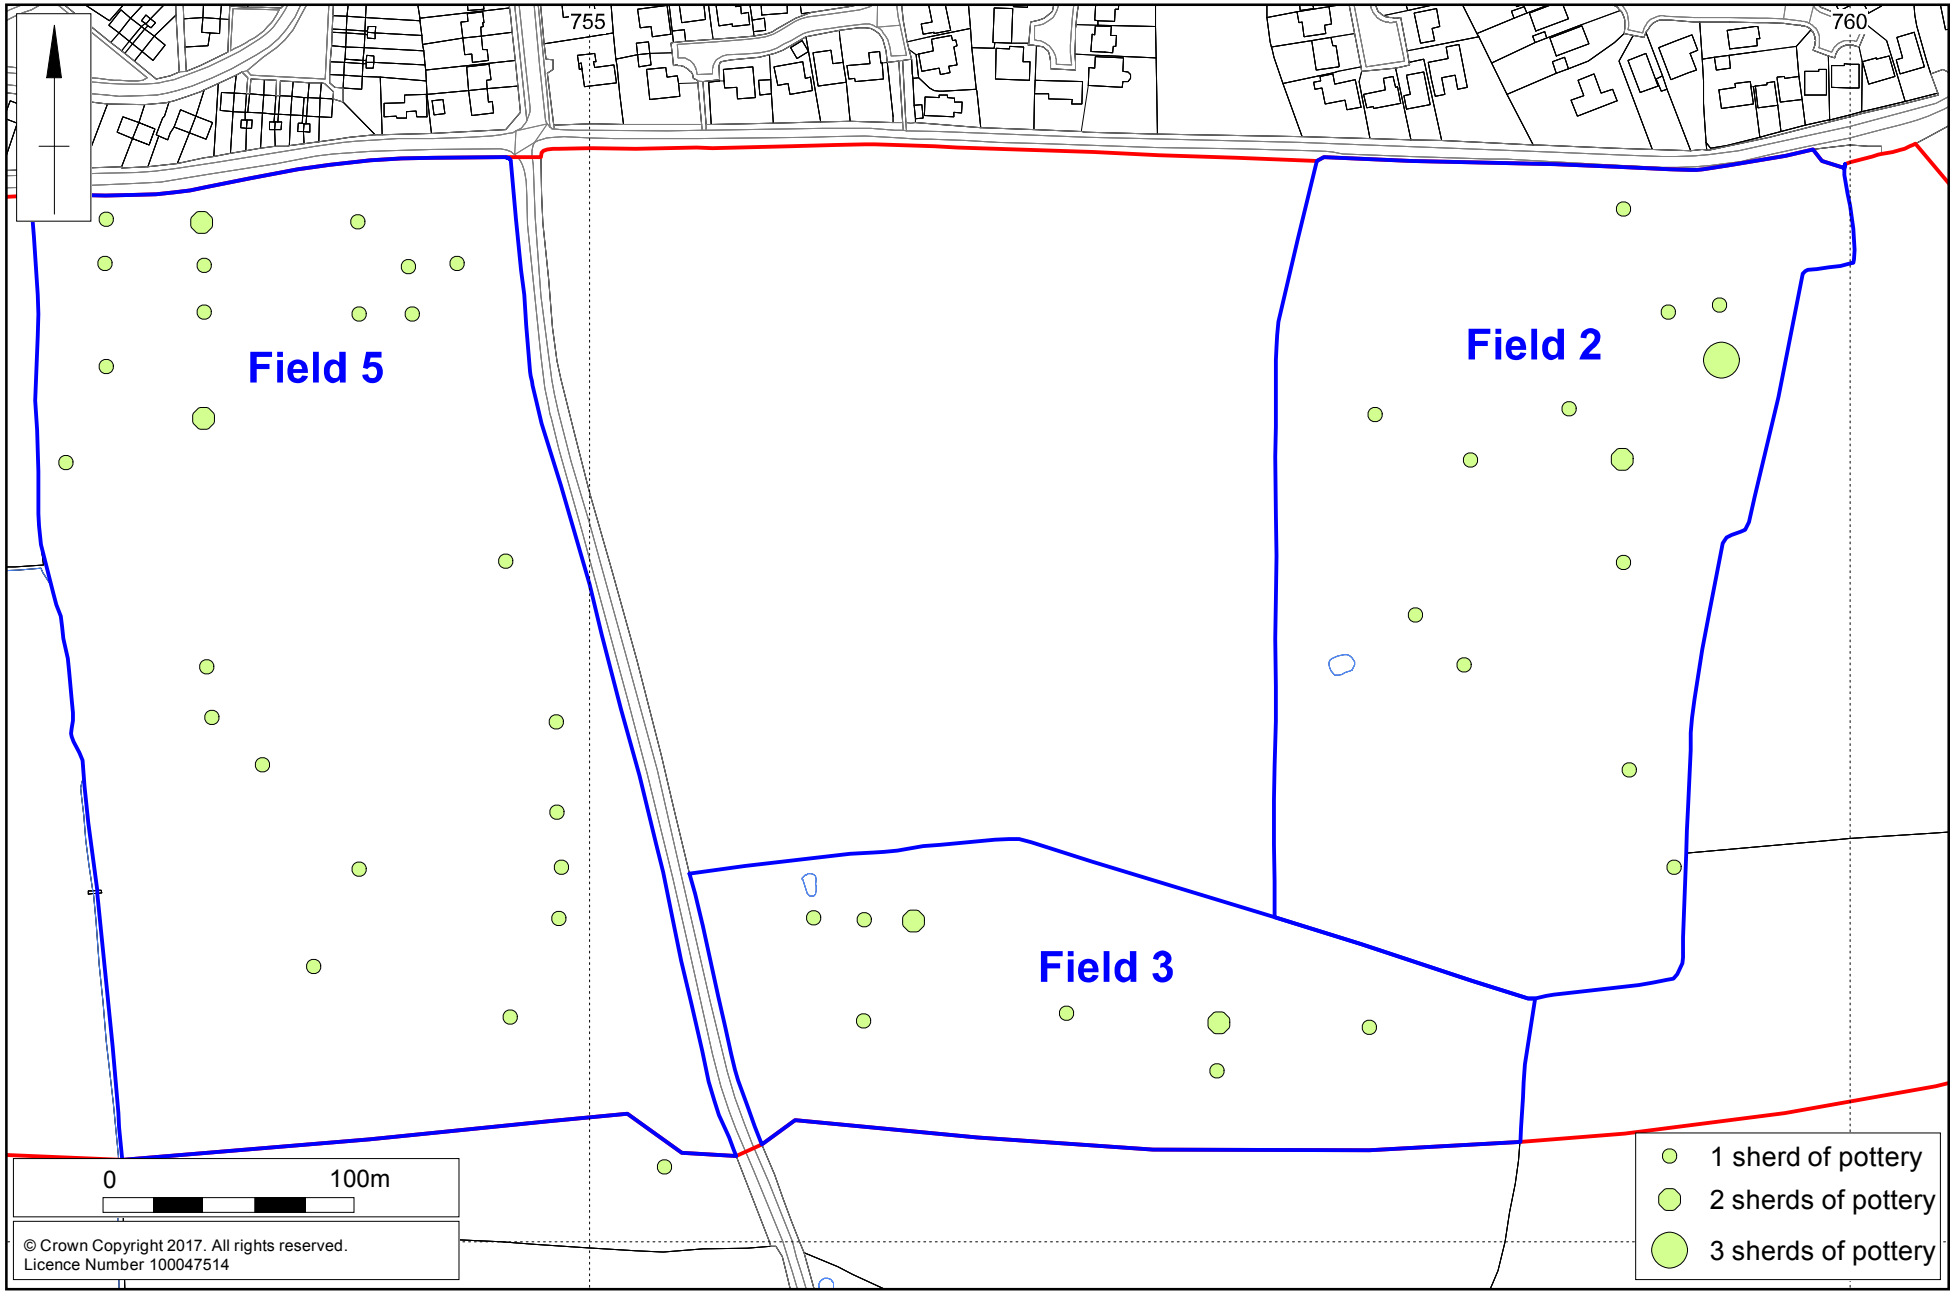 755
760
Field 5
Field 2
Field 3
0 100m
© Crown Copyright 2017. All rights reserved.
Licence Number 100047514
1 sherd of pottery
2 sherds of pottery
3 sherds of pottery